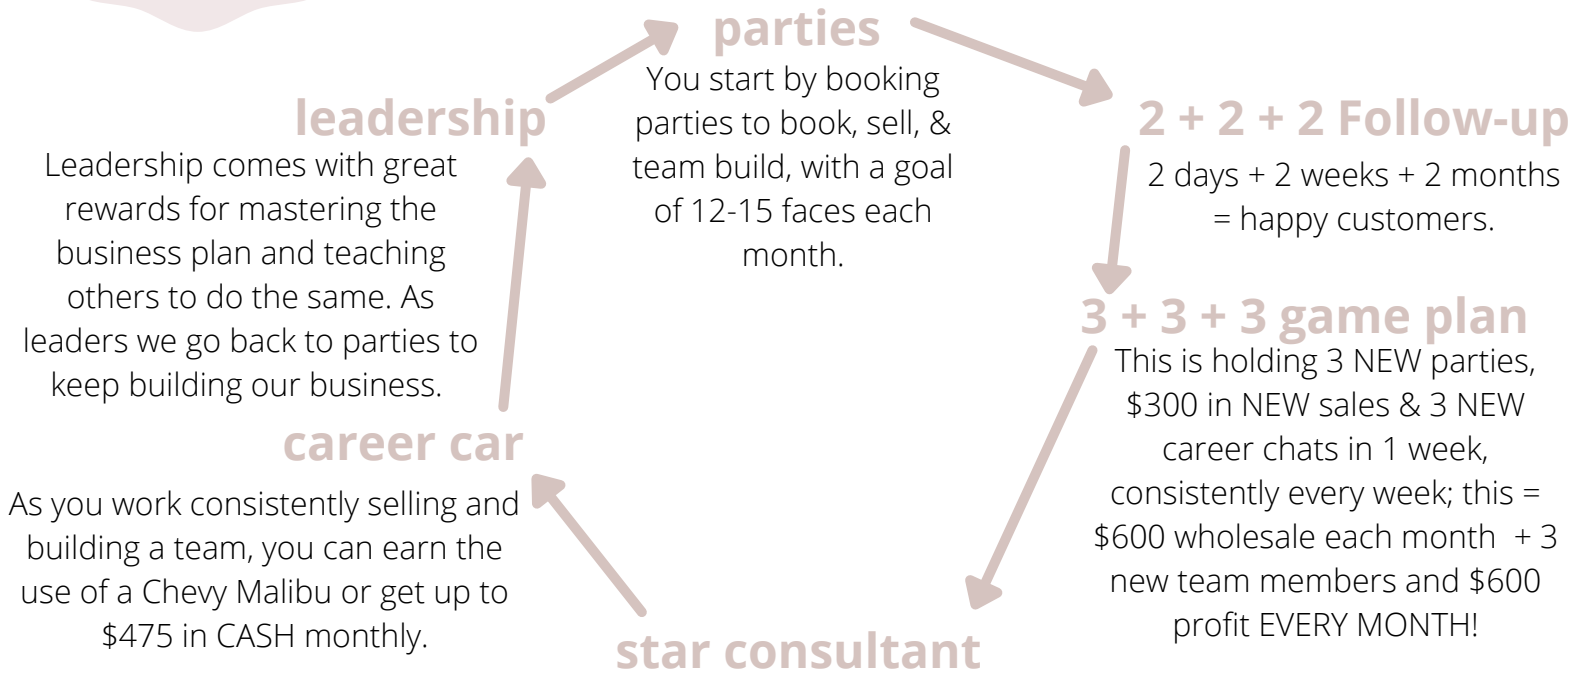 parties
You start by booking
parties to book, sell, &
team build, with a goal
of 12-15 faces each
month.
2 + 2 + 2 Follow-up
2 days + 2 weeks + 2 months
= happy customers.
3 + 3 + 3 game plan
This is holding 3 NEW parties,
$300 in NEW sales & 3 NEW
career chats in 1 week,
consistently every week; this =
$600 wholesale each month + 3
new team members and $600
profit EVERY MONTH!
star consultant
career car
As you work consistently selling and
building a team, you can earn the
use of a Chevy Malibu or get up to
$475 in CASH monthly.
leadership
Leadership comes with great
rewards for mastering the
business plan and teaching
others to do the same. As
leaders we go back to parties to
keep building our business.